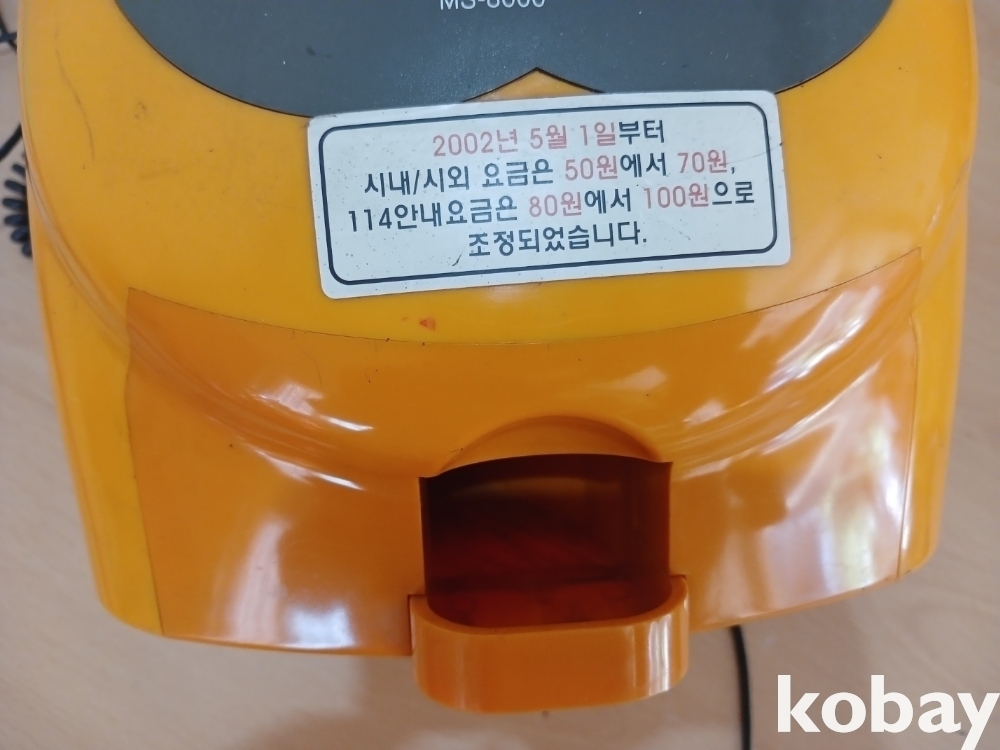 MS-8000
2002년 5월 1일부터
시내/시외 요금은 50원에서 70원,
114안내요금은 80원에서 100원으로
조정되었습니다.
kobay